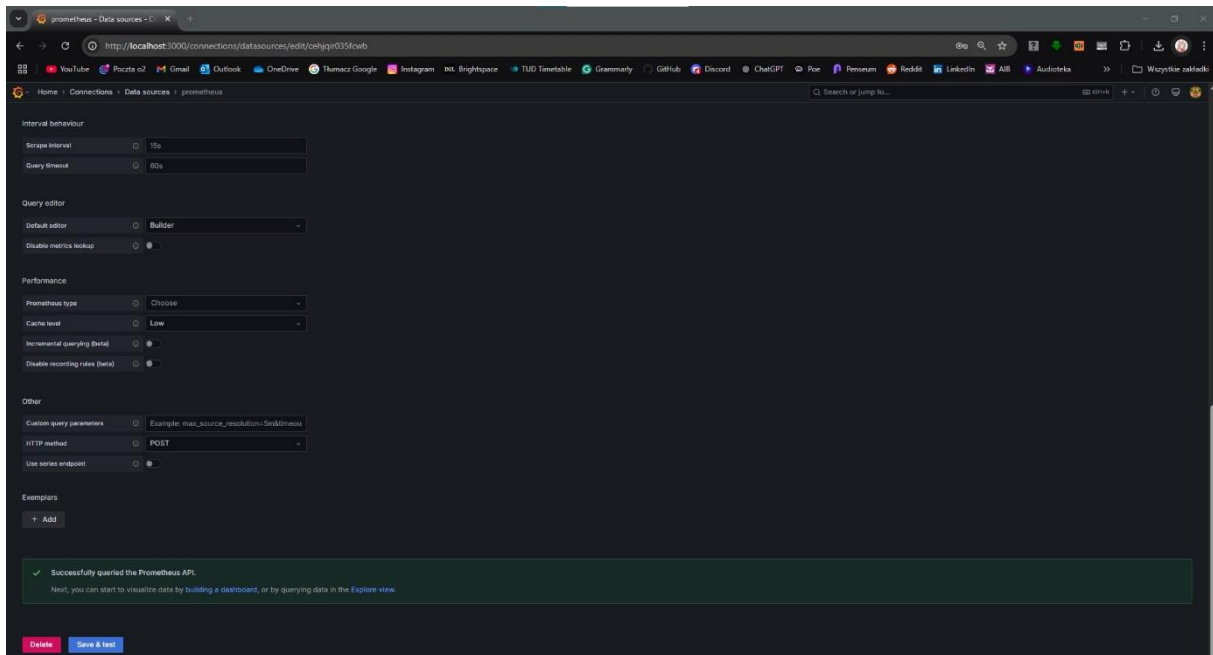 prometheus - Data sources - C
http://localhost:3000/connections/datasources/edit/cehjqir035fcwb
YouTube Poczta o2 Gmail Outlook OneDrive Tłumacz Google Instagram Brightspace TUD Timetable Grammarly GitHub Discord ChatGPT Poe Penseum Reddit LinkedIn AIB Audioteka » Wszystkie zakładki
Home › Connections › Data sources › prometheus Search or jump to... ctrl+k
Interval behaviour
Scrape interval 15s
Query timeout 60s
Query editor
Default editor Builder
Disable metrics lookup
Performance
Prometheus type Choose
Cache level Low
Incremental querying (beta)
Disable recording rules (beta)
Other
Custom query parameters Example: max_source_resolution=5m&timeou
HTTP method POST
Use series endpoint
Exemplars
+ Add
Successfully queried the Prometheus API.
Next, you can start to visualize data by building a dashboard, or by querying data in the Explore view.
Delete Save & test